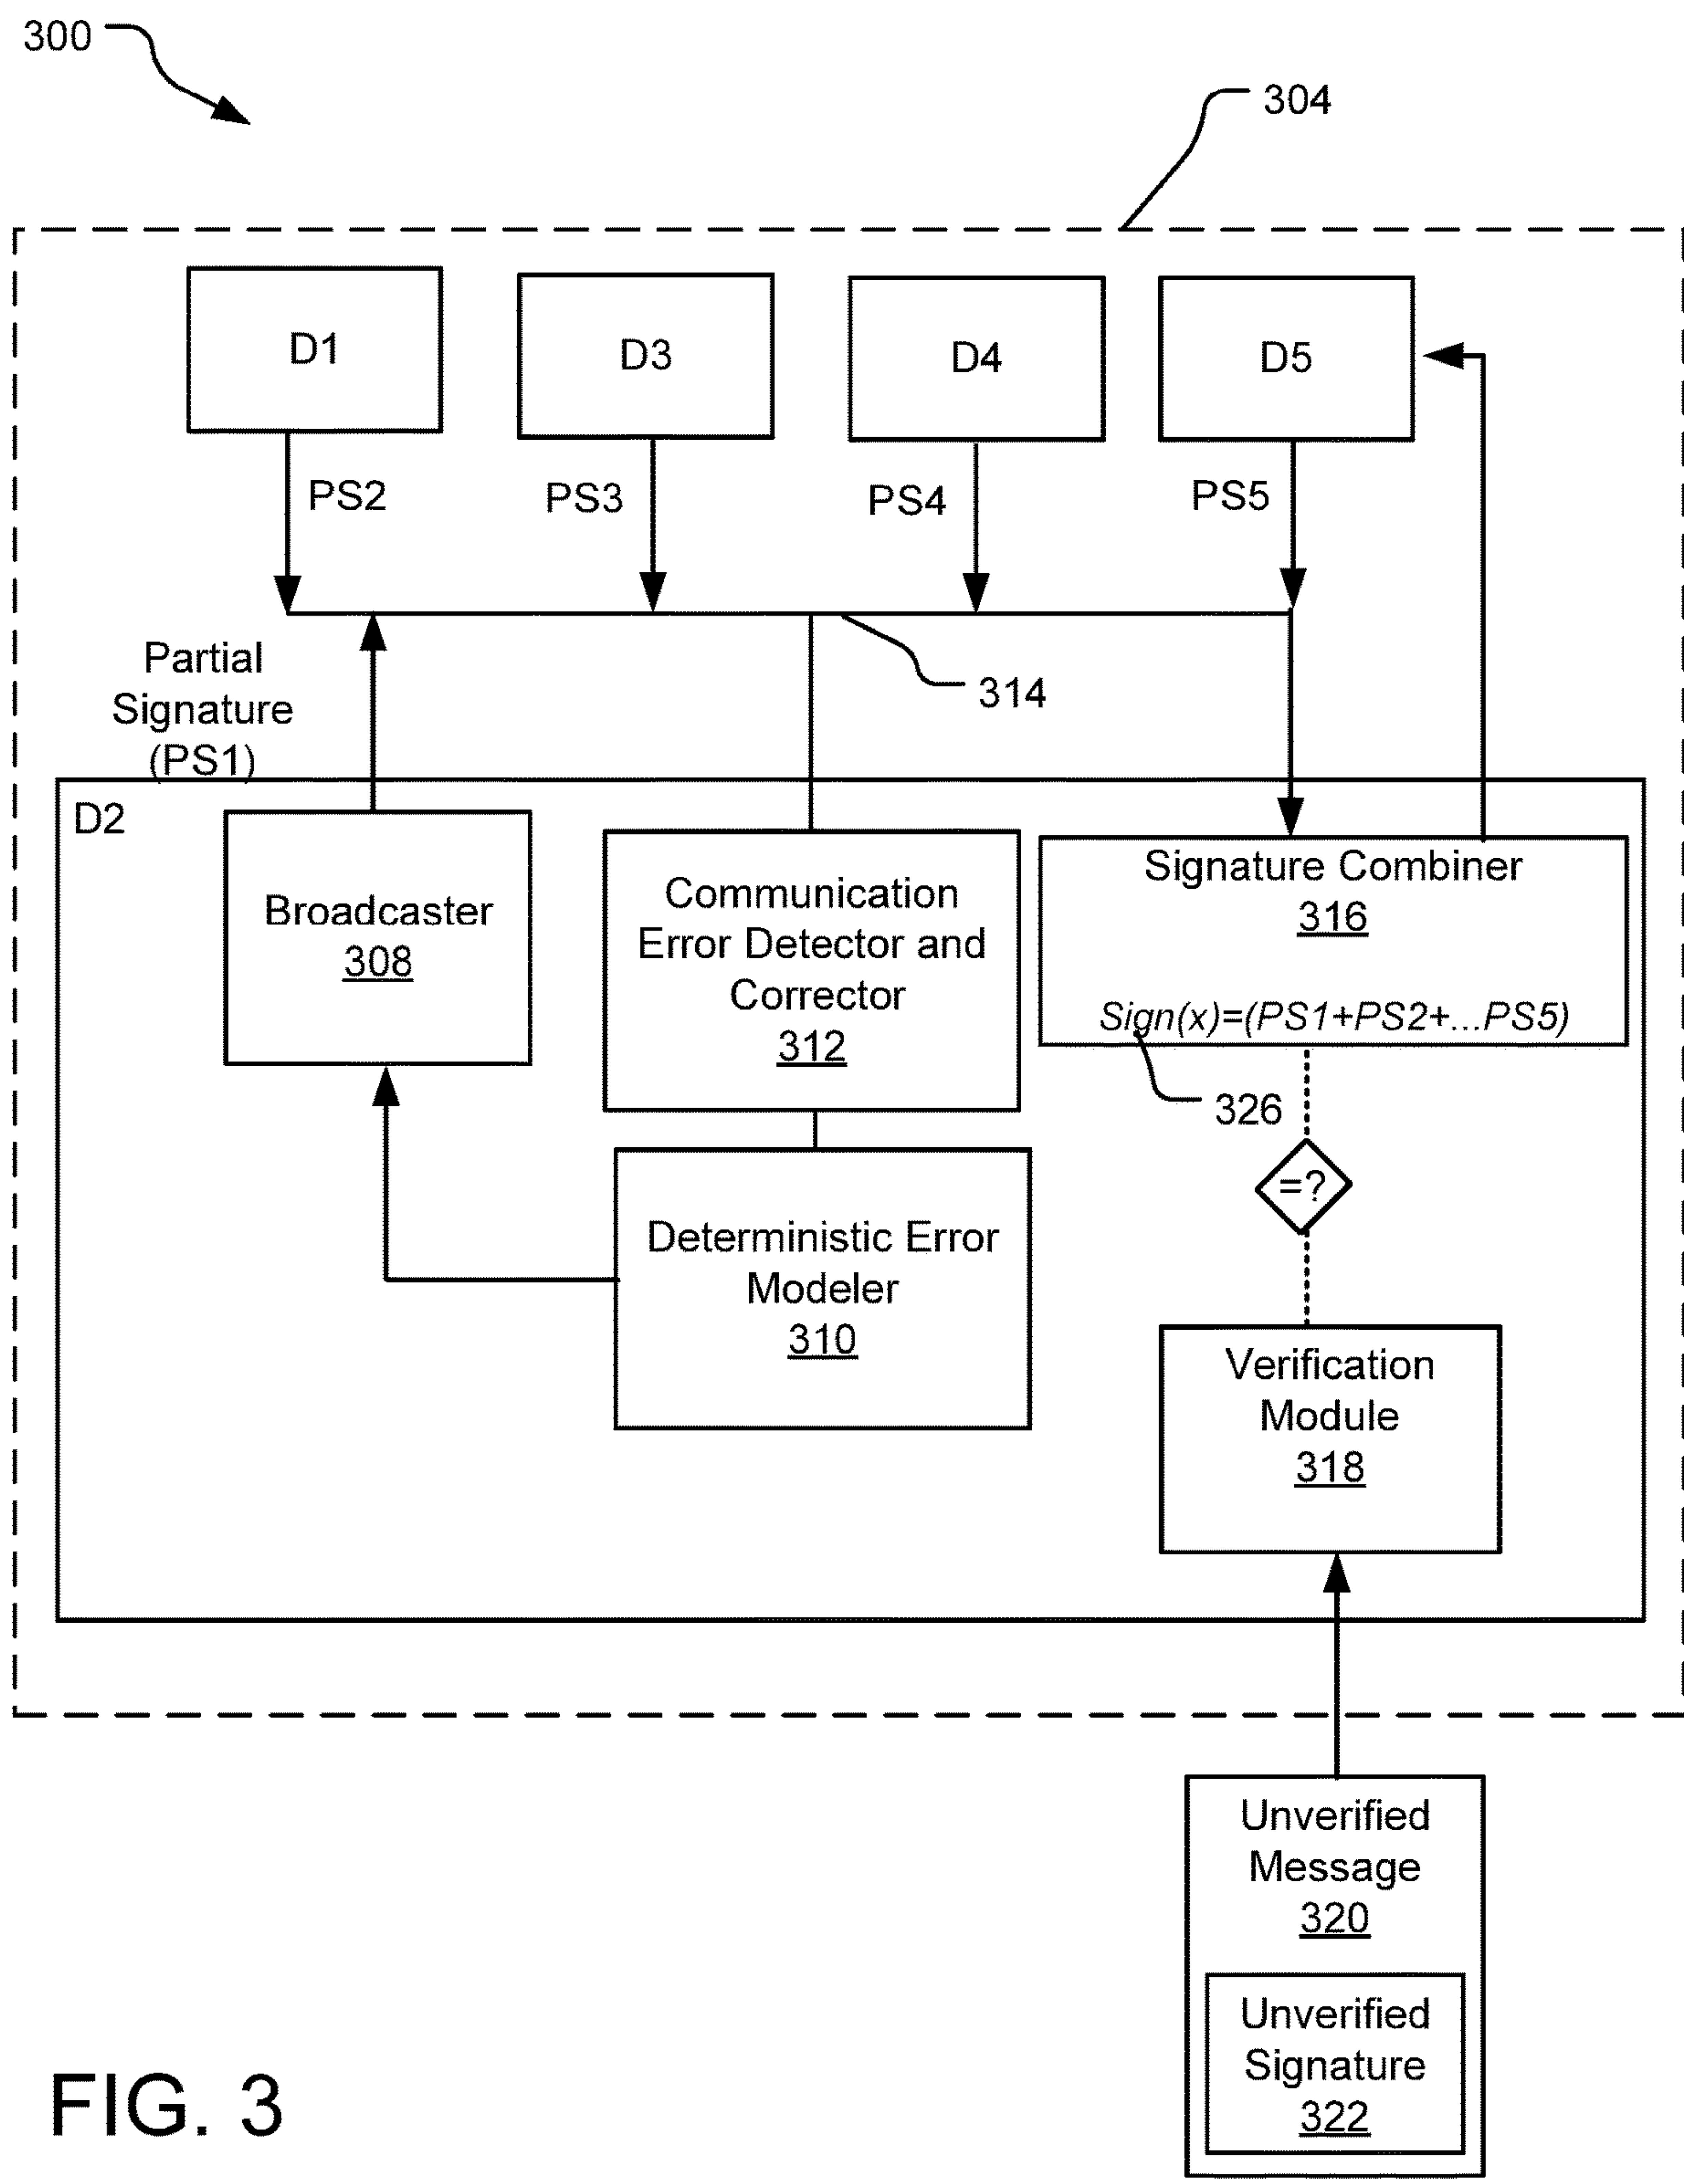 300
304
D1
D3
D4
D5
PS2
PS3
PS4
PS5
Partial
Signature
(PS1)
314
D2
Broadcaster
308
Communication
Error Detector and
Corrector
312
Signature Combiner
316
Sign(x)=(PS1+PS2+...PS5)
326
=?
Deterministic Error
Modeler
310
Verification
Module
318
Unverified
Message
320
Unverified
Signature
322
FIG. 3